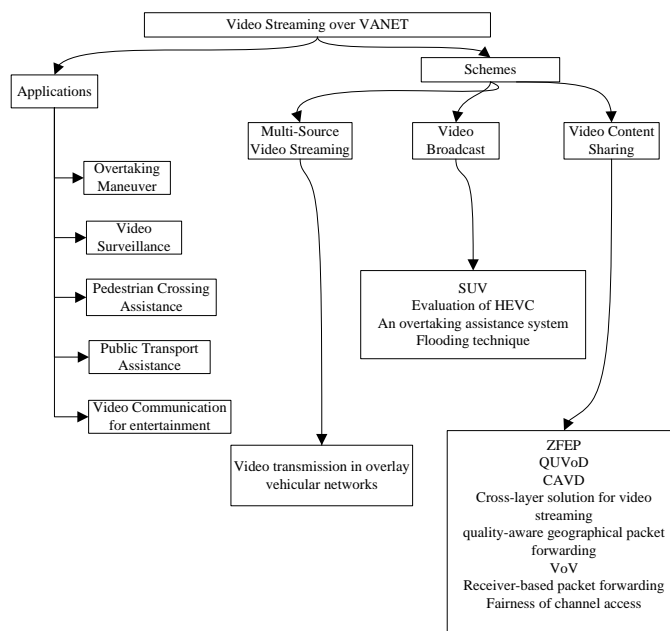 Video Streaming over VANET
Applications
Schemes
Multi-Source
Video Streaming
Video
Broadcast
Video Content
Sharing
Overtaking
Maneuver
Video
Surveillance
Pedestrian Crossing
Assistance
Public Transport
Assistance
Video Communication
for entertainment
SUV
Evaluation of HEVC
An overtaking assistance system
Flooding technique
Video transmission in overlay
vehicular networks
ZFEP
QUVoD
CAVD
Cross-layer solution for video
streaming
quality-aware geographical packet
forwarding
VoV
Receiver-based packet forwarding
Fairness of channel access